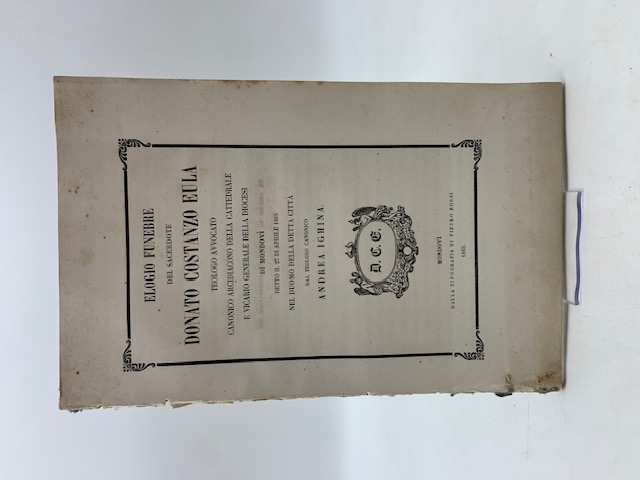 ELOGIO FUNEBRE
DEL SACERDOTE
DONATO COSTANZO EULA
TEOLOGO AVVOCATO
CANONICO ARCIDIACONO DELLA CATTEDRALE
E VICARIO GENERALE DELLA DIOCESI
DI MONDOVÌ
DETTO IL 27 DI APRILE 1865
NEL DUOMO DELLA DETTA CITTÀ
DAL TEOLOGO CANONICO
ANDREA IGHINA.
D. C. E.
MONDOVÌ
DALLA TIPOGRAFIA DI PIETRO ROSSI
1865.